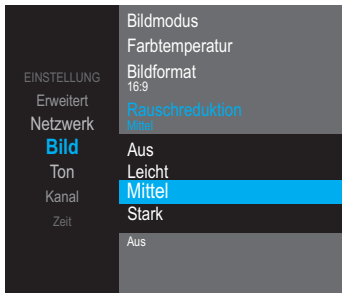 EINSTELLUNG
Erweitert
Netzwerk
Bild
Ton
Kanal
Zeit
Bildmodus
Farbtemperatur
Bildformat
16:9
Rauschreduktion
Mittel
Aus
Leicht
Mittel
Stark
Aus